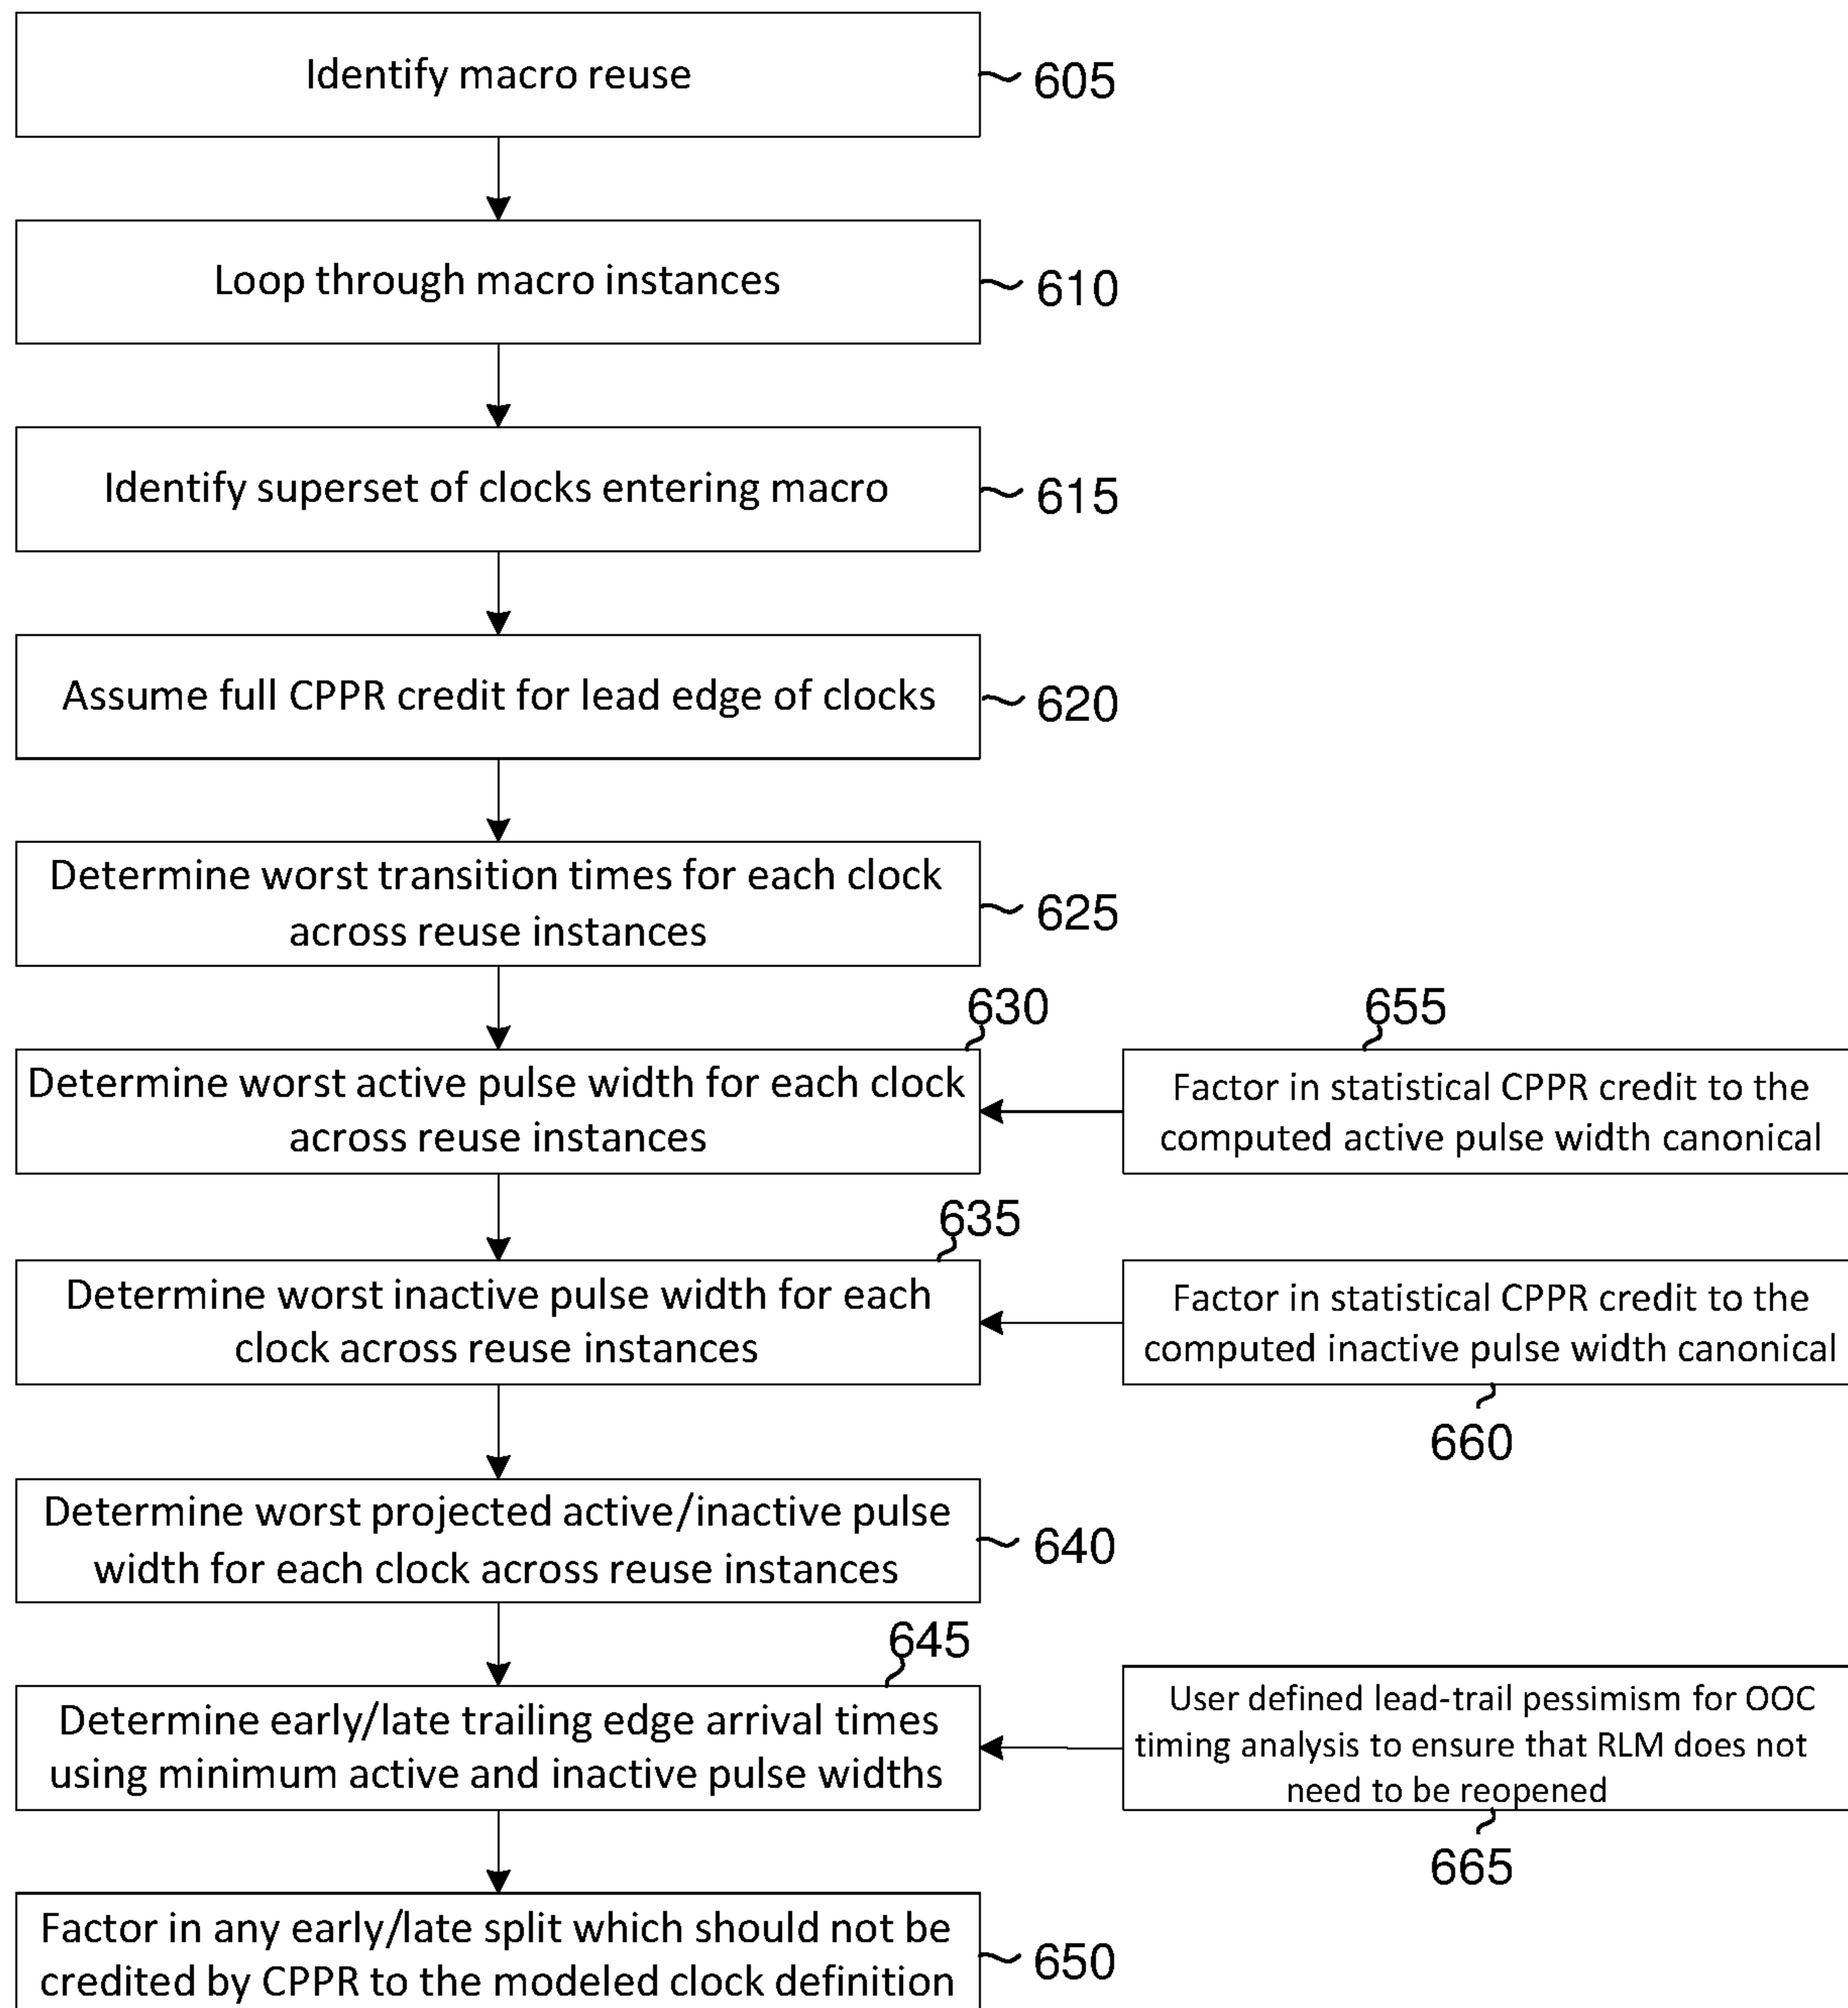 Identify macro reuse
605
Loop through macro instances
610
Identify superset of clocks entering macro
615
Assume full CPPR credit for lead edge of clocks
620
Determine worst transition times for each clock
across reuse instances
625
630
Determine worst active pulse width for each clock
across reuse instances
655
Factor in statistical CPPR credit to the
computed active pulse width canonical
635
Determine worst inactive pulse width for each
clock across reuse instances
Factor in statistical CPPR credit to the
computed inactive pulse width canonical
660
Determine worst projected active/inactive pulse
width for each clock across reuse instances
640
645
Determine early/late trailing edge arrival times
using minimum active and inactive pulse widths
User defined lead-trail pessimism for OOC
timing analysis to ensure that RLM does not
need to be reopened
665
Factor in any early/late split which should not be
credited by CPPR to the modeled clock definition
650